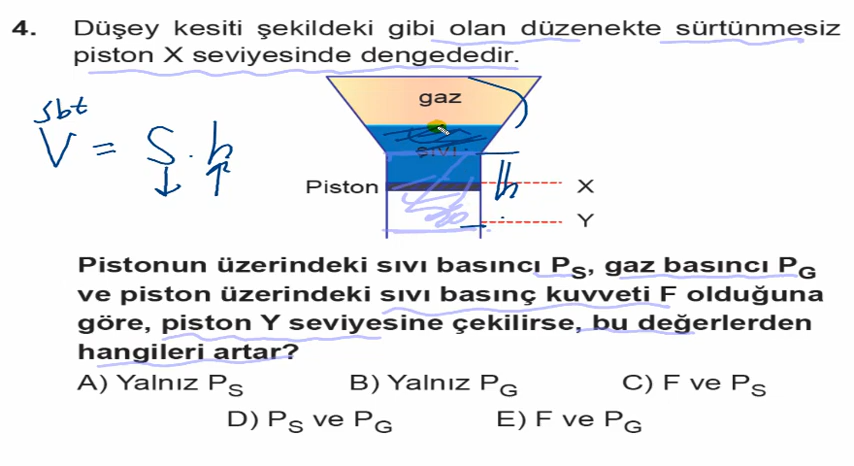 4. Düşey kesiti şekildeki gibi olan düzenekte sürtünmesiz
piston X seviyesinde dengededir.
gaz
sbt
V = S . h
sıvı
h
Piston
X
Y
Pistonun üzerindeki sıvı basıncı PS, gaz basıncı PG
ve piston üzerindeki sıvı basınç kuvveti F olduğuna
göre, piston Y seviyesine çekilirse, bu değerlerden
hangileri artar?
A) Yalnız PS B) Yalnız PG C) F ve PS
D) PS ve PG E) F ve PG